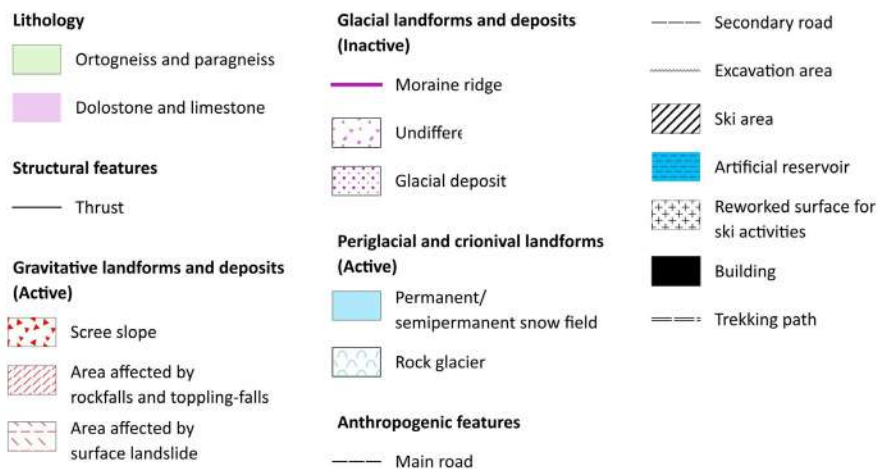 Lithology
Ortogneiss and paragneiss
Dolostone and limestone
Structural features
Thrust
Gravitative landforms and deposits
(Active)
Scree slope
Area affected by
rockfalls and toppling-falls
Area affected by
surface landslide
Glacial landforms and deposits
(Inactive)
Moraine ridge
Undiffere
Glacial deposit
Periglacial and crionival landforms
(Active)
Permanent/
semipermanent snow field
Rock glacier
Anthropogenic features
Main road
Secondary road
Excavation area
Ski area
Artificial reservoir
Reworked surface for
ski activities
Building
Trekking path